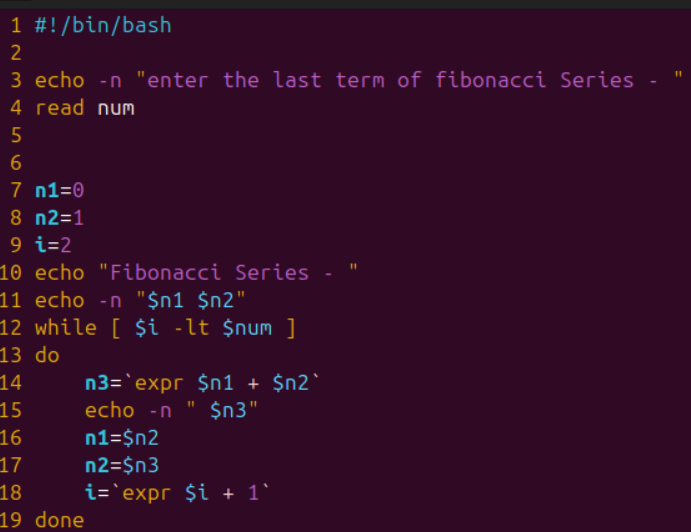 1 #!/bin/bash
2
3 echo -n "enter the last term of fibonacci Series - "
4 read num
5
6
7 n1=0
8 n2=1
9 i=2
10 echo "Fibonacci Series - "
11 echo -n "$n1 $n2"
12 while [ $i -lt $num ]
13 do
14     n3=`expr $n1 + $n2`
15     echo -n " $n3"
16     n1=$n2
17     n2=$n3
18     i=`expr $i + 1`
19 done